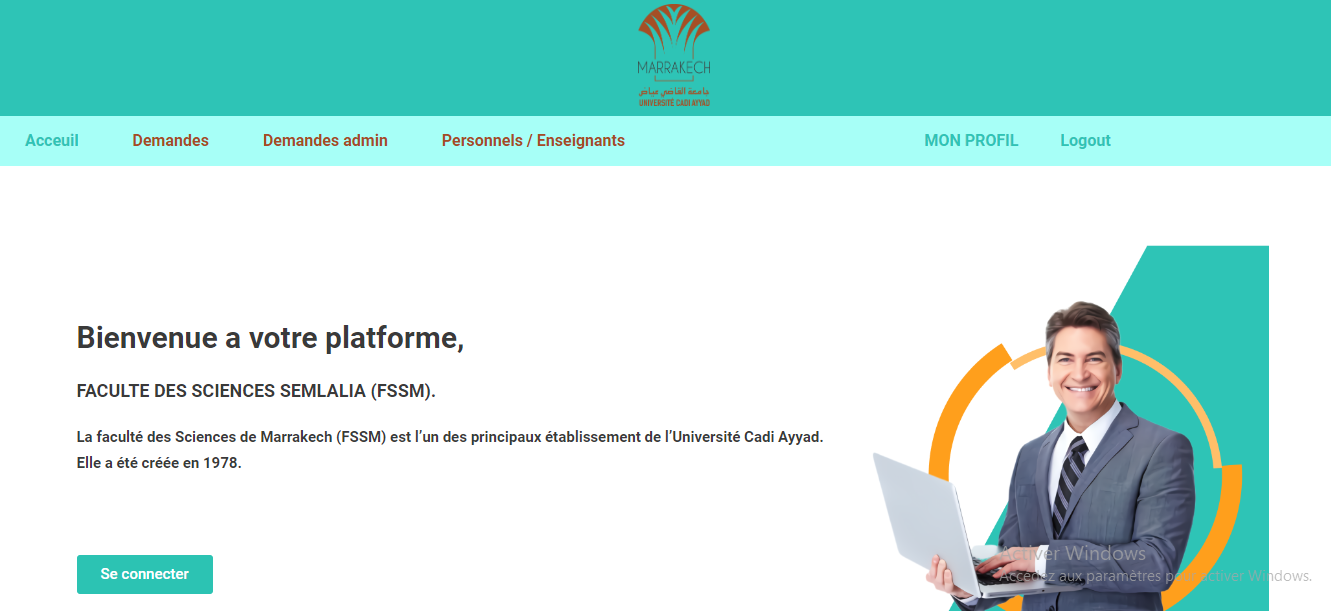 MARRAKECH
جامعة القاضي عياض
UNIVERSITÉ CADI AYYAD
Acceuil Demandes Demandes admin Personnels / Enseignants MON PROFIL Logout
Bienvenue a votre platforme,
FACULTE DES SCIENCES SEMLALIA (FSSM).
La faculté des Sciences de Marrakech (FSSM) est l’un des principaux établissement de l’Université Cadi Ayyad.
Elle a été créée en 1978.
Se connecter
Activer Windows
Accédez aux paramètres pour activer Windows.